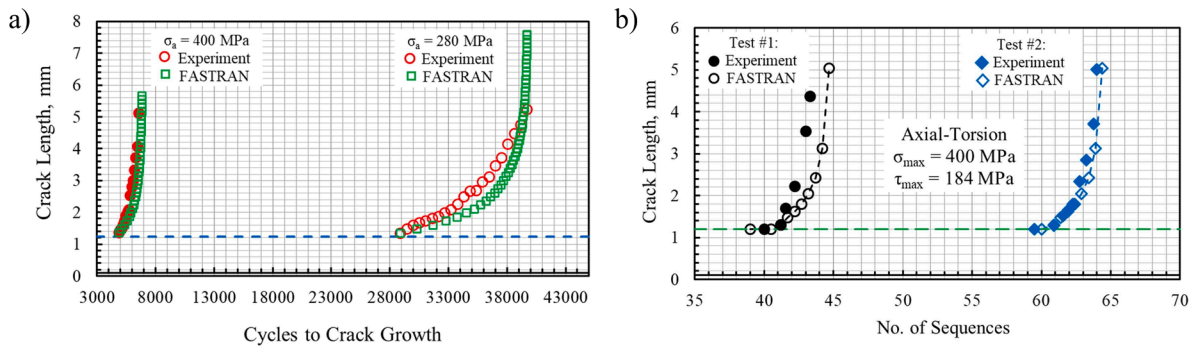 a)
Crack Length, mm
8
7
6
5
4
3
2
1
0
σa = 400 MPa
Experiment
FASTRAN
σa = 280 MPa
Experiment
FASTRAN
3000 8000 13000 18000 23000 28000 33000 38000 43000
Cycles to Crack Growth
b)
Crack Length, mm
6
5
4
3
2
1
0
Test #1:
Experiment
FASTRAN
Test #2:
Experiment
FASTRAN
Axial-Torsion
σmax = 400 MPa
τmax = 184 MPa
35 40 45 50 55 60 65 70
No. of Sequences